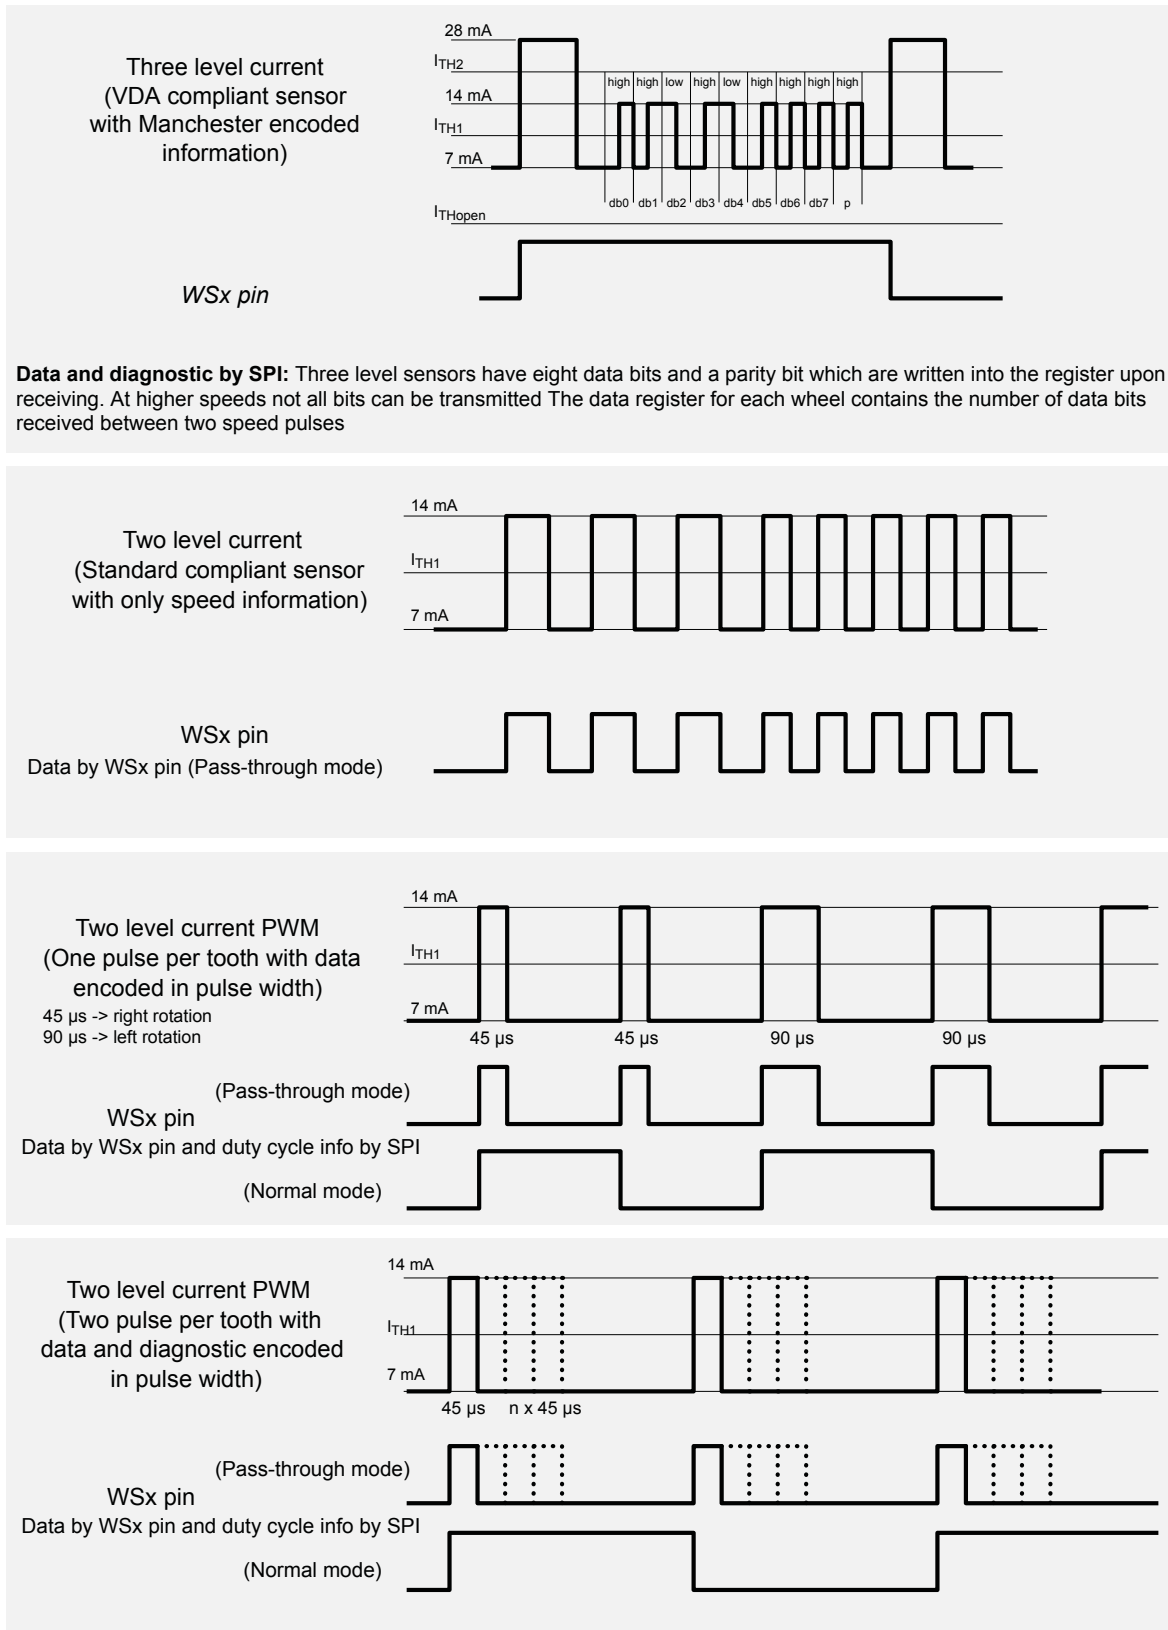 28 mA
Three level current
(VDA compliant sensor
with Manchester encoded
information)
ITH2
high high low high low high high high high
14 mA
ITH1
7 mA
db0 db1 db2 db3 db4 db5 db6 db7 p
ITHopen
WSx pin
Data and diagnostic by SPI: Three level sensors have eight data bits and a parity bit which are written into the register upon
receiving. At higher speeds not all bits can be transmitted The data register for each wheel contains the number of data bits
received between two speed pulses
14 mA
Two level current
(Standard compliant sensor
with only speed information)
ITH1
7 mA
WSx pin
Data by WSx pin (Pass-through mode)
14 mA
Two level current PWM
(One pulse per tooth with data
encoded in pulse width)
45 µs -> right rotation
90 µs -> left rotation
ITH1
7 mA
45 µs 45 µs 90 µs 90 µs
(Pass-through mode)
WSx pin
Data by WSx pin and duty cycle info by SPI
(Normal mode)
14 mA
Two level current PWM
(Two pulse per tooth with
data and diagnostic encoded
in pulse width)
ITH1
7 mA
45 µs n x 45 µs
(Pass-through mode)
WSx pin
Data by WSx pin and duty cycle info by SPI
(Normal mode)